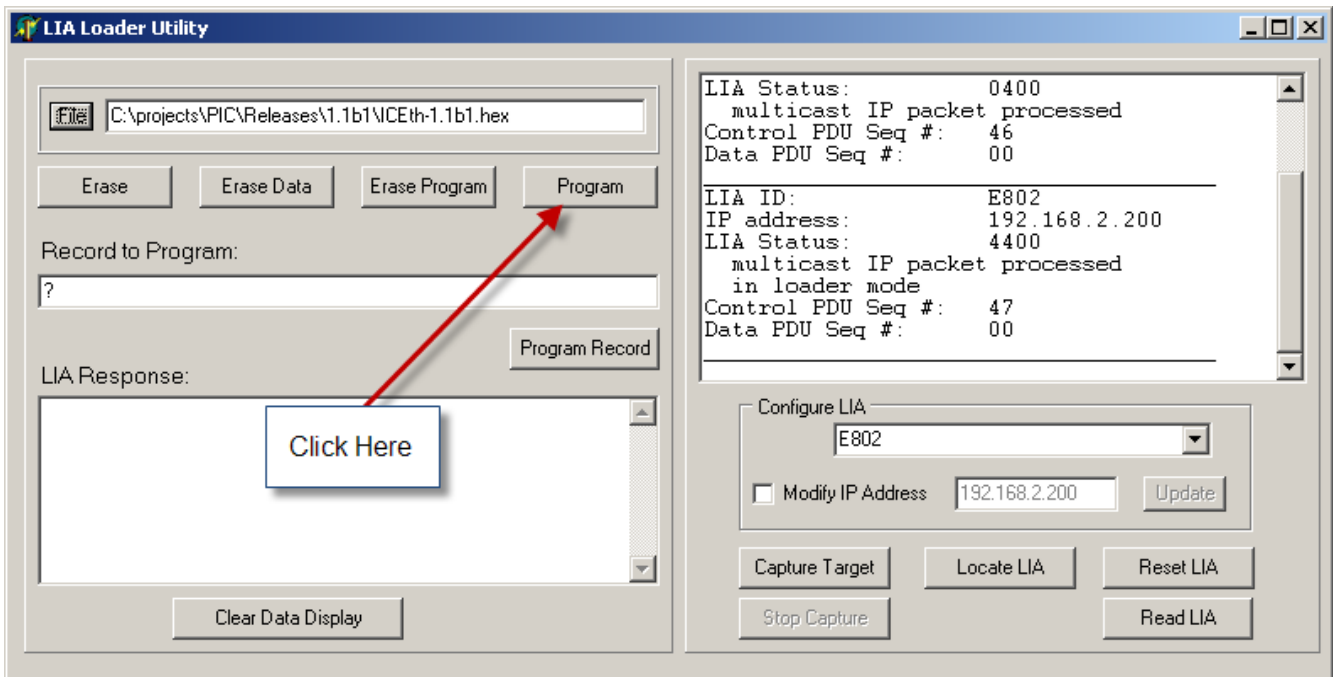 LIA Loader Utility
File
C:\projects\PIC\Releases\1.1b1\ICEth-1.1b1.hex
Erase
Erase Data
Erase Program
Program
Record to Program:
?
Program Record
LIA Response:
Click Here
Clear Data Display
LIA Status: 0400
multicast IP packet processed
Control PDU Seq #: 46
Data PDU Seq #: 00
LIA ID: E802
IP address: 192.168.2.200
LIA Status: 4400
multicast IP packet processed
in loader mode
Control PDU Seq #: 47
Data PDU Seq #: 00
Configure LIA
E802
Modify IP Address
192.168.2.200
Update
Capture Target
Locate LIA
Reset LIA
Stop Capture
Read LIA